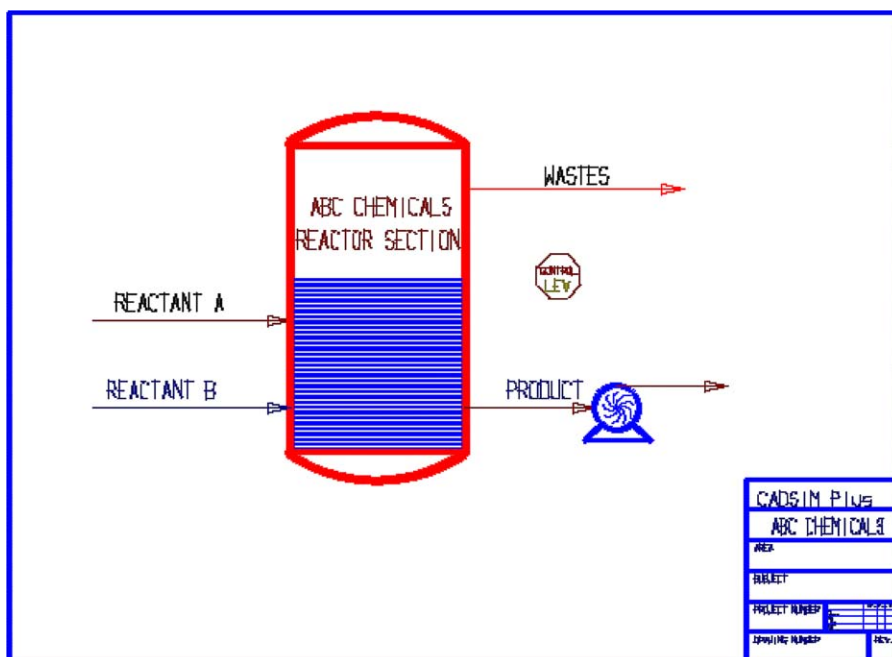 WASTES
ABC CHEMICALS
REACTOR SECTION
CONTROL
LEV
REACTANT A
REACTANT B
PRODUCT
CADSIM Plus
ABC CHEMICALS
AREA
SUBJECT
PROJECT NUMBER
DRAWING NUMBER
REV.